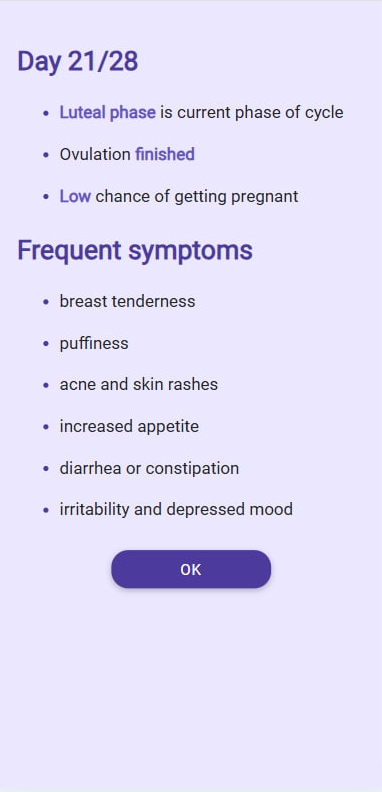 Day 21/28
Luteal phase is current phase of cycle
Ovulation finished
Low chance of getting pregnant
Frequent symptoms
breast tenderness
puffiness
acne and skin rashes
increased appetite
diarrhea or constipation
irritability and depressed mood
OK